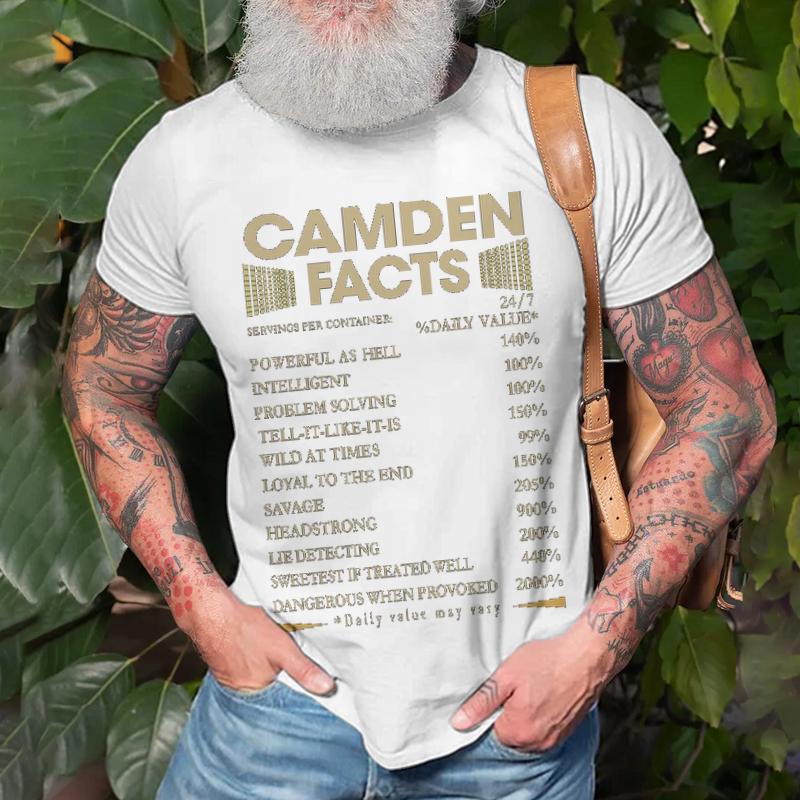 CAMDEN
FACTS
SERVINGS PER CONTAINER: 24/7
%DAILY VALUE*
POWERFUL AS HELL 140%
INTELLIGENT 100%
PROBLEM SOLVING 100%
TELL-IT-LIKE-IT-IS 150%
WILD AT TIMES 99%
LOYAL TO THE END 150%
SAVAGE 205%
HEADSTRONG 900%
LIE DETECTING 200%
SWEETEST IF TREATED WELL 440%
DANGEROUS WHEN PROVOKED 2000%
*Daily value may vary
Estuardo